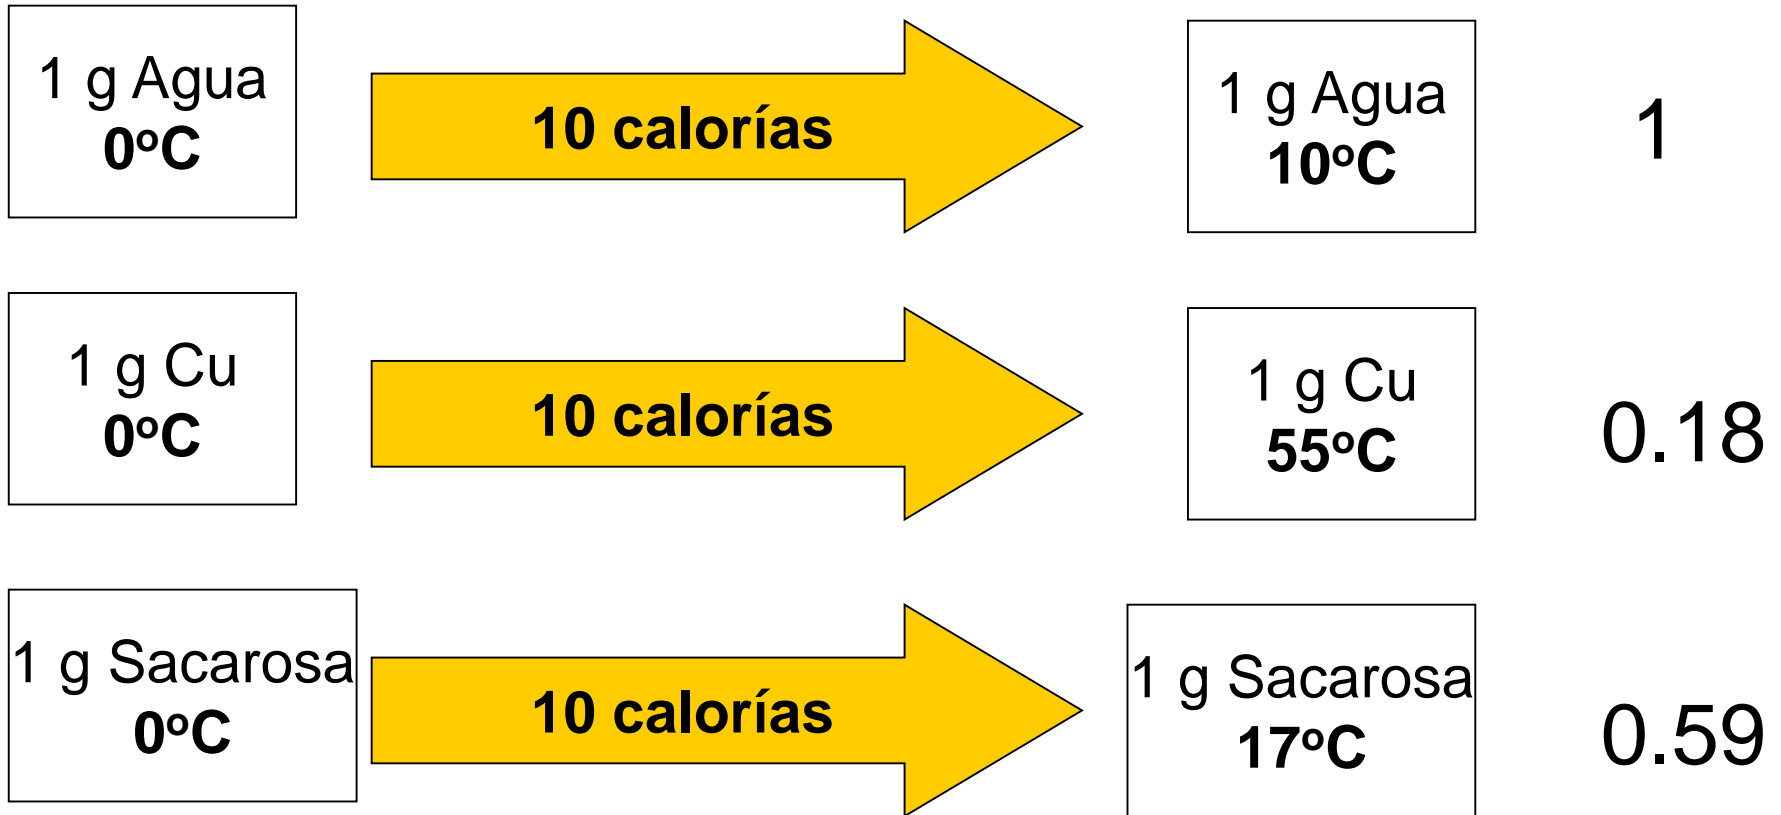 1 g Agua
0ºC
10 calorías
1 g Agua
10ºC
1
1 g Cu
0ºC
10 calorías
1 g Cu
55ºC
0.18
1 g Sacarosa
0ºC
10 calorías
1 g Sacarosa
17ºC
0.59